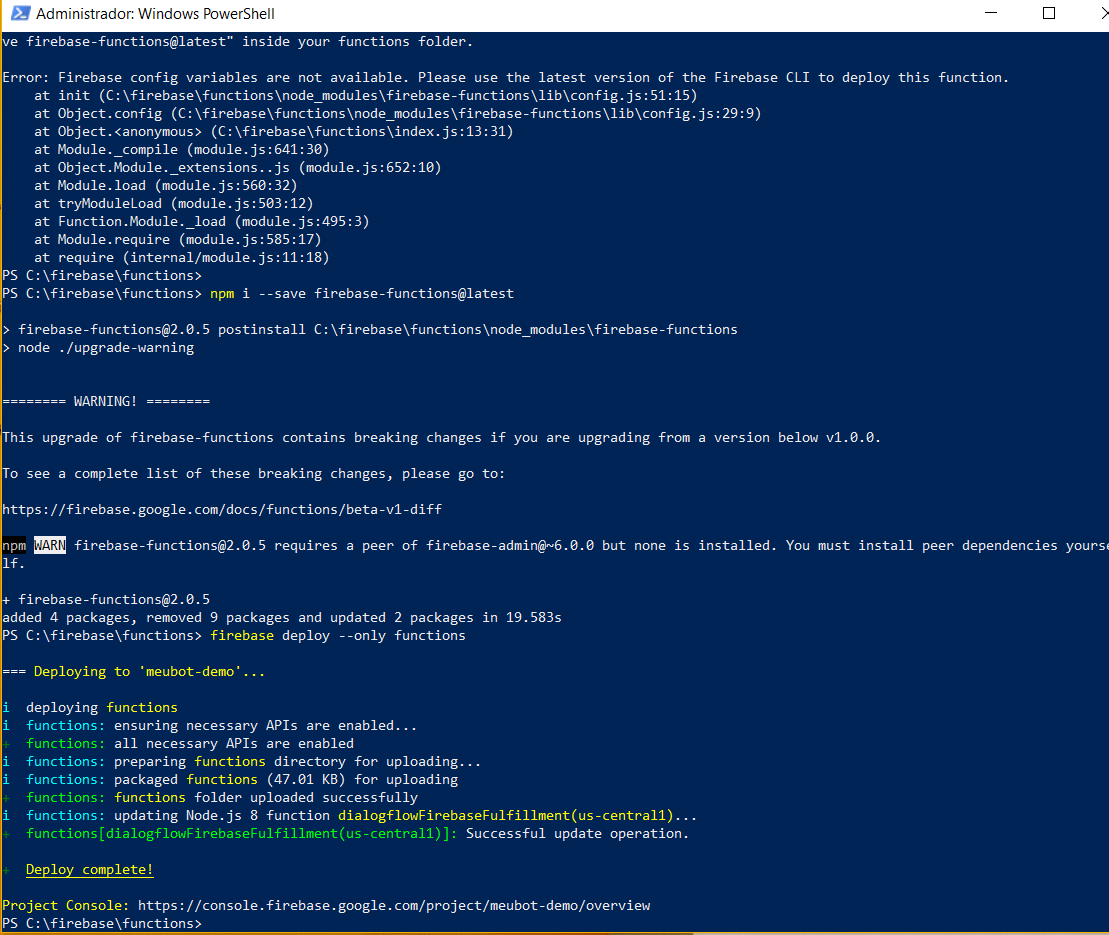 Administrador: Windows PowerShell
ve firebase-functions@latest" inside your functions folder.
Error: Firebase config variables are not available. Please use the latest version of the Firebase CLI to deploy this function.
    at init (C:\firebase\functions\node_modules\firebase-functions\lib\config.js:51:15)
    at Object.config (C:\firebase\functions\node_modules\firebase-functions\lib\config.js:29:9)
    at Object.<anonymous> (C:\firebase\functions\index.js:13:31)
    at Module._compile (module.js:641:30)
    at Object.Module._extensions..js (module.js:652:10)
    at Module.load (module.js:560:32)
    at tryModuleLoad (module.js:503:12)
    at Function.Module._load (module.js:495:3)
    at Module.require (module.js:585:17)
    at require (internal/module.js:11:18)
PS C:\firebase\functions>
PS C:\firebase\functions> npm i --save firebase-functions@latest
> firebase-functions@2.0.5 postinstall C:\firebase\functions\node_modules\firebase-functions
> node ./upgrade-warning
======== WARNING! ========
This upgrade of firebase-functions contains breaking changes if you are upgrading from a version below v1.0.0.
To see a complete list of these breaking changes, please go to:
https://firebase.google.com/docs/functions/beta-v1-diff
npm WARN firebase-functions@2.0.5 requires a peer of firebase-admin@~6.0.0 but none is installed. You must install peer dependencies yourse
lf.
+ firebase-functions@2.0.5
added 4 packages, removed 9 packages and updated 2 packages in 19.583s
PS C:\firebase\functions> firebase deploy --only functions
=== Deploying to 'meubot-demo'...
i  deploying functions
i  functions: ensuring necessary APIs are enabled...
+  functions: all necessary APIs are enabled
i  functions: preparing functions directory for uploading...
i  functions: packaged functions (47.01 KB) for uploading
+  functions: functions folder uploaded successfully
i  functions: updating Node.js 8 function dialogflowFirebaseFulfillment(us-central1)...
+  functions[dialogflowFirebaseFulfillment(us-central1)]: Successful update operation.
+  Deploy complete!
Project Console: https://console.firebase.google.com/project/meubot-demo/overview
PS C:\firebase\functions>